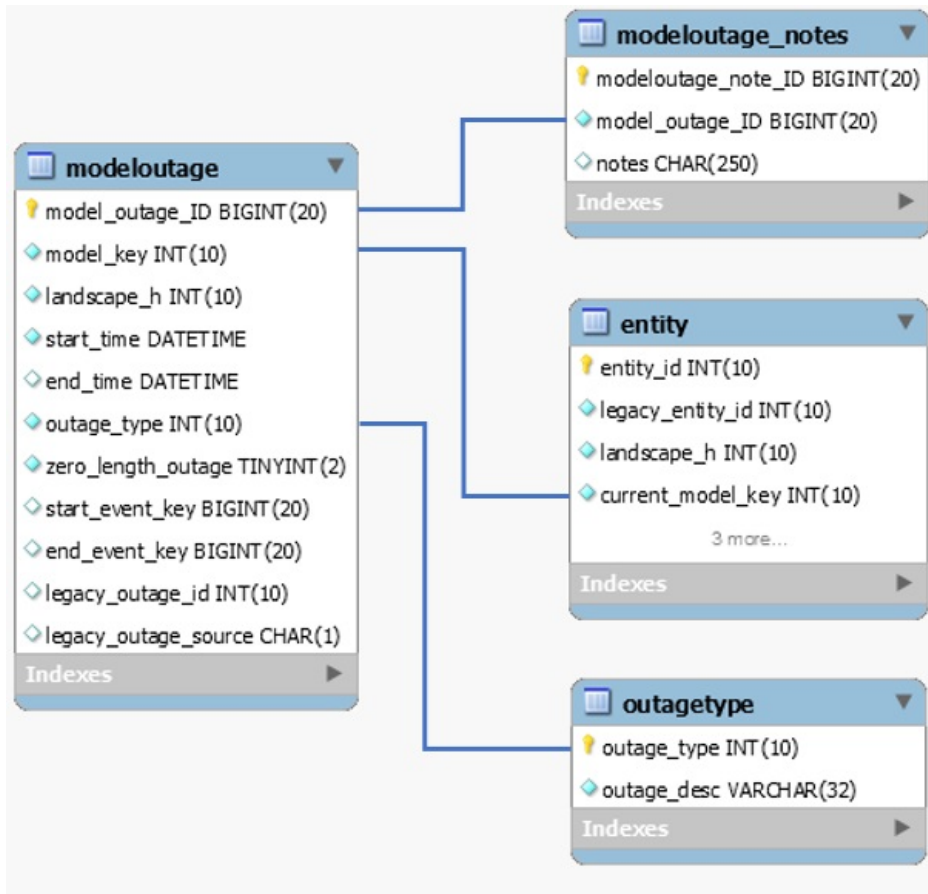 modeloutage
model_outage_ID BIGINT(20)
model_key INT(10)
landscape_h INT(10)
start_time DATETIME
end_time DATETIME
outage_type INT(10)
zero_length_outage TINYINT(2)
start_event_key BIGINT(20)
end_event_key BIGINT(20)
legacy_outage_id INT(10)
legacy_outage_source CHAR(1)
Indexes
modeloutage_notes
modeloutage_note_ID BIGINT(20)
model_outage_ID BIGINT(20)
notes CHAR(250)
Indexes
entity
entity_id INT(10)
legacy_entity_id INT(10)
landscape_h INT(10)
current_model_key INT(10)
3 more...
Indexes
outagetype
outage_type INT(10)
outage_desc VARCHAR(32)
Indexes